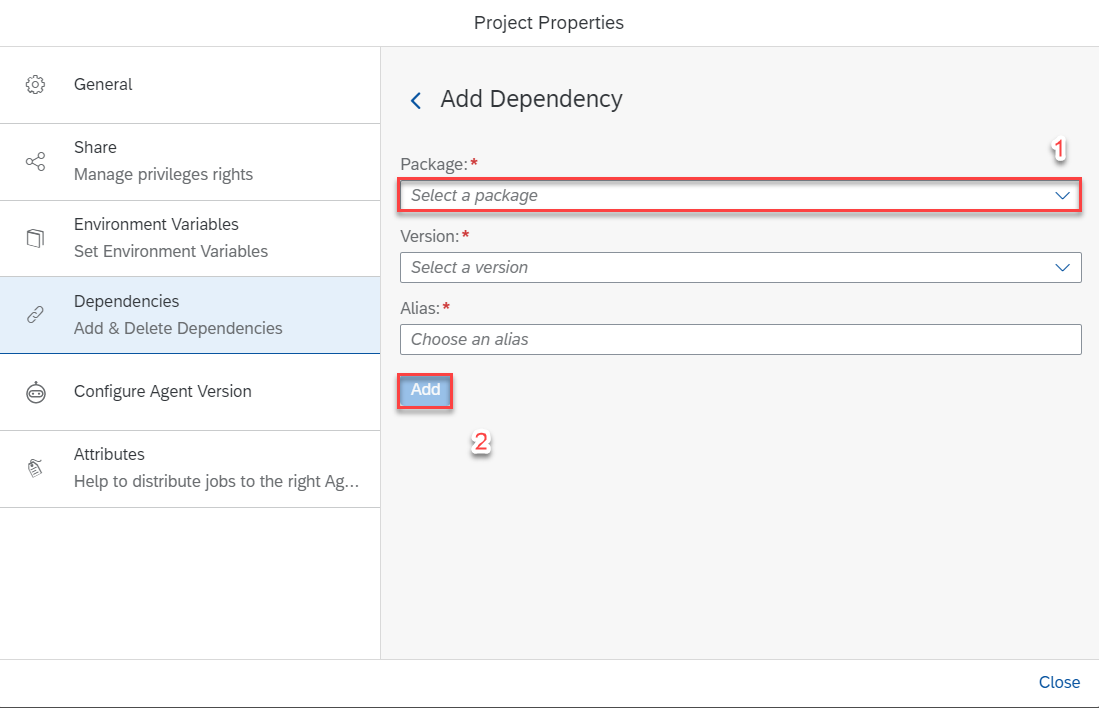 Project Properties
General
Share
Manage privileges rights
Environment Variables
Set Environment Variables
Dependencies
Add & Delete Dependencies
Configure Agent Version
Attributes
Help to distribute jobs to the right Ag...
Add Dependency
1
Package:*
Select a package
Version:*
Select a version
Alias:*
Choose an alias
Add
2
Close